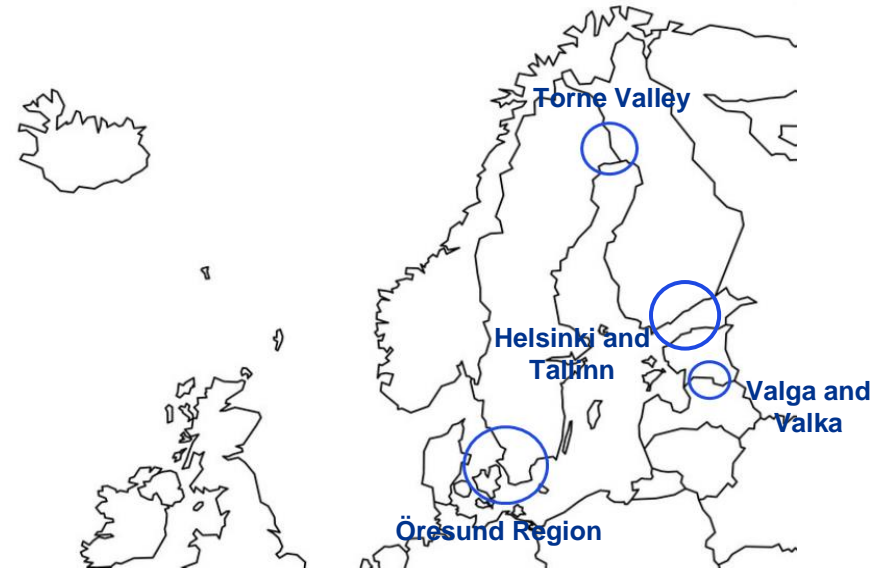 Torne Valley
Helsinki and
Tallinn
Valga and
Valka
Öresund Region